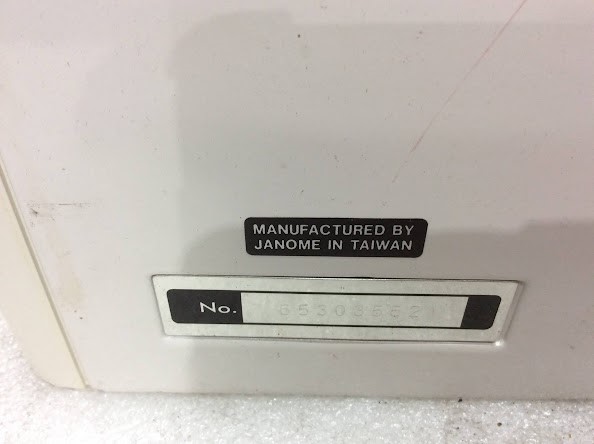 MANUFACTURED BY
JANOME IN TAIWAN
No.